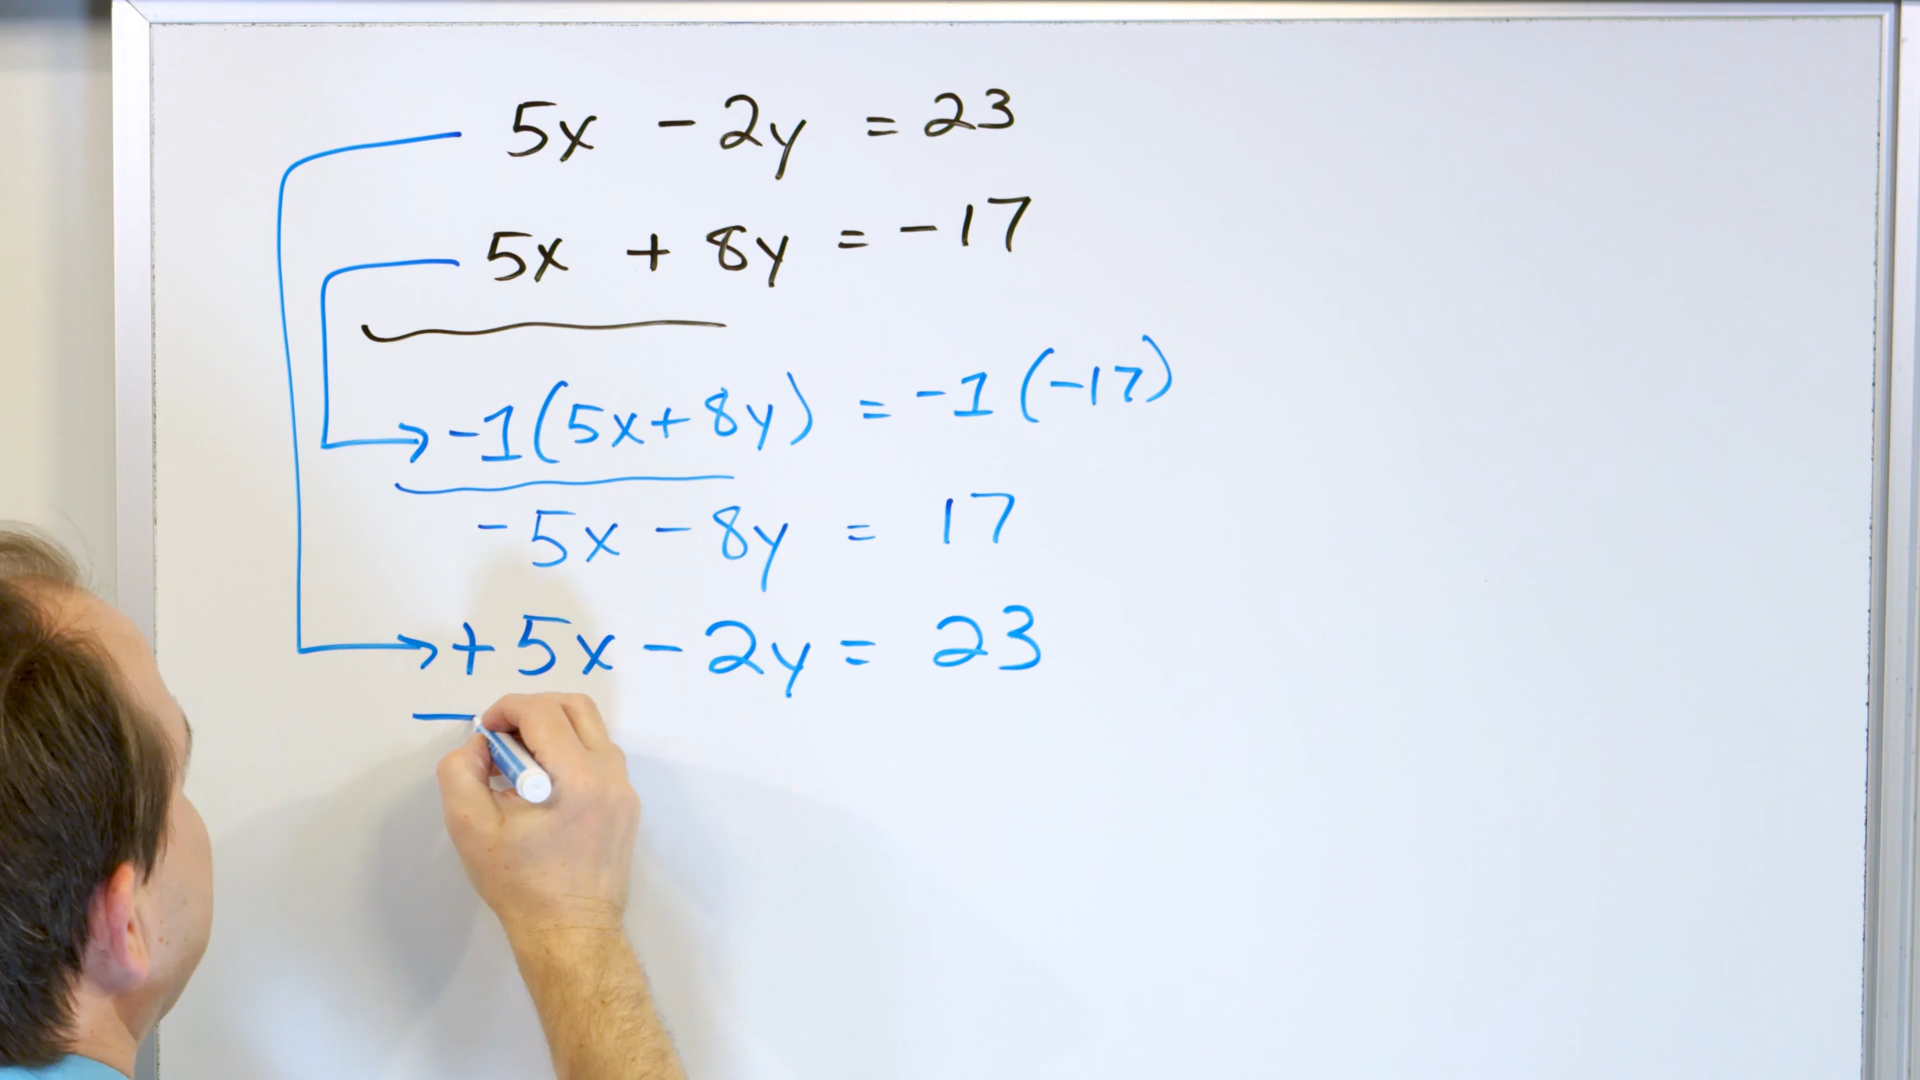 5x - 2y = 23
5x + 8y = -17
-1(5x+8y) = -1(-17)
-5x - 8y = 17
+ 5x - 2y = 23